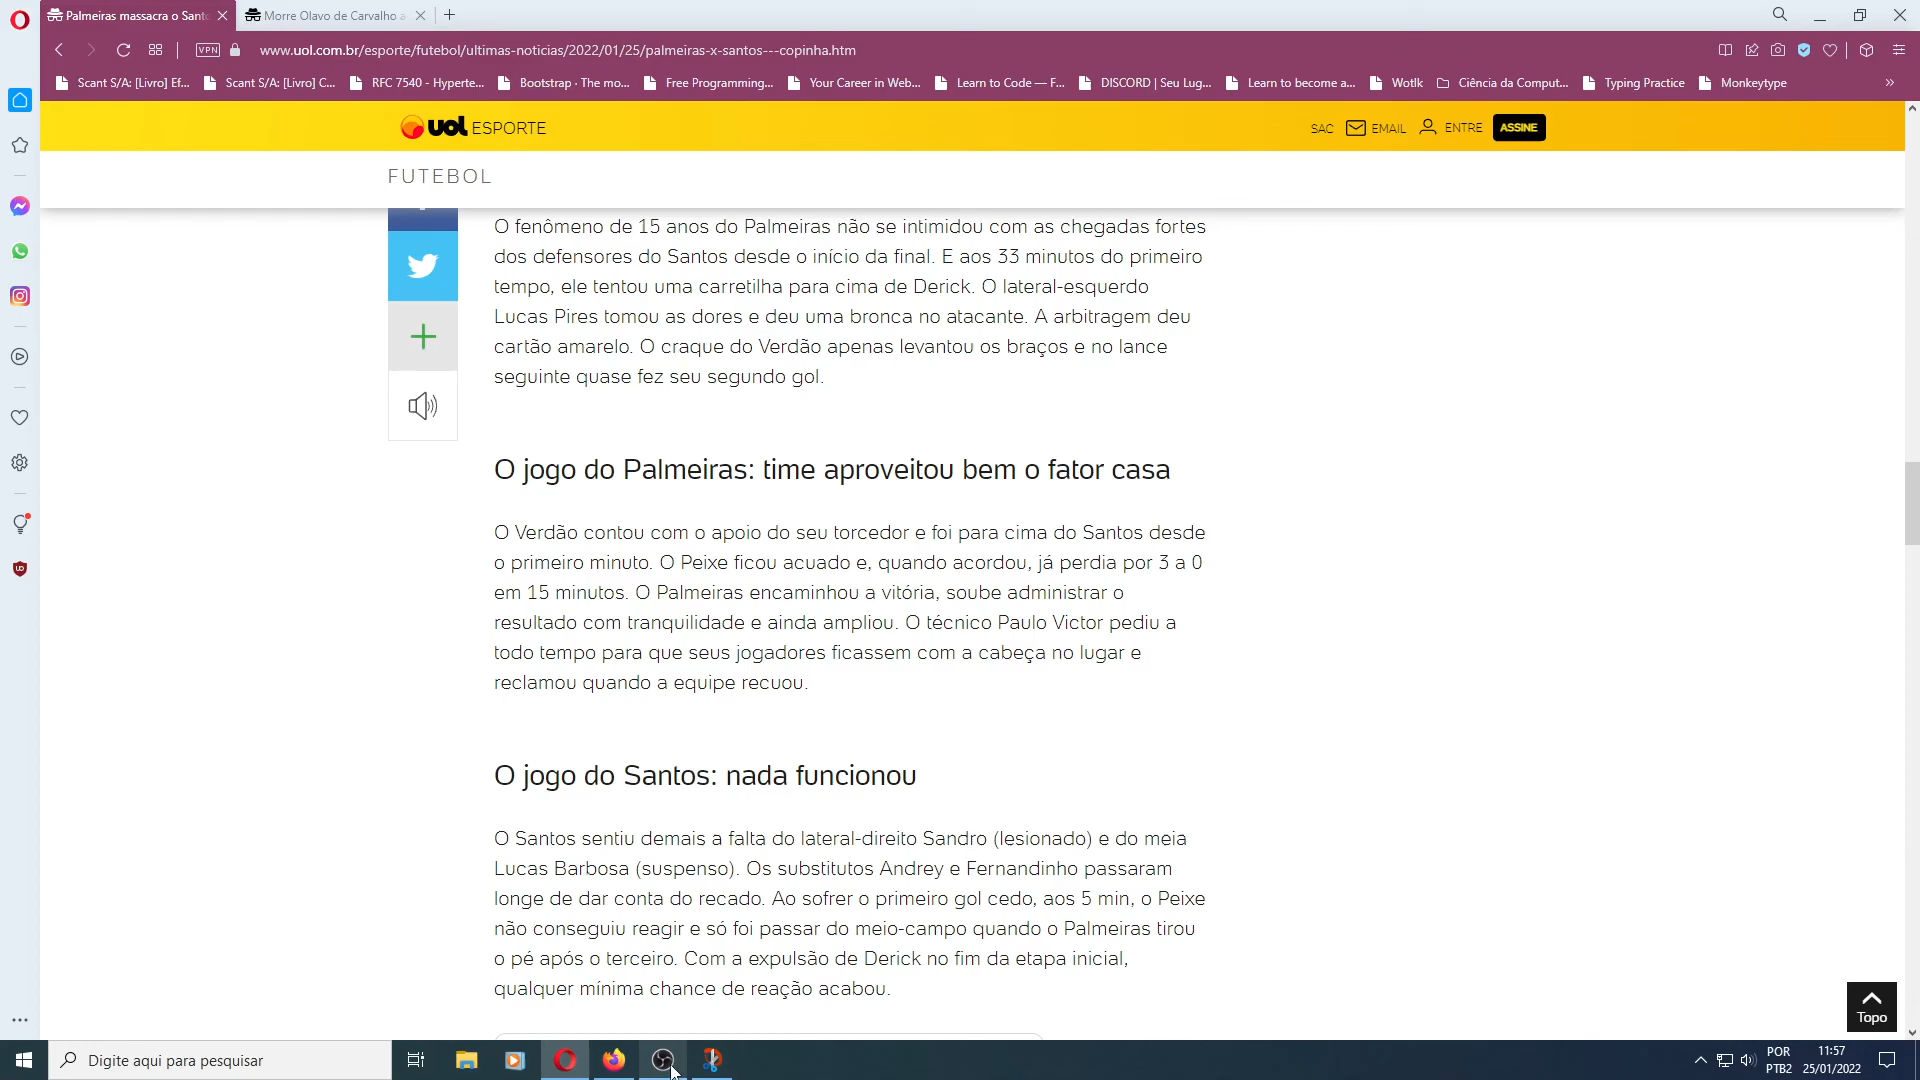 Palmeiras massacra o Sant
Morre Olavo de Carvalho a
VPN
www.uol.com.br/esporte/futebol/ultimas-noticias/2022/01/25/palmeiras-x-santos---copinha.htm
Scant S/A: [Livro] Ef...
Scant S/A: [Livro] C...
RFC 7540 - Hyperte...
Bootstrap · The mo...
Free Programming...
Your Career in Web...
Learn to Code — F...
DISCORD | Seu Lug...
Learn to become a...
Wotlk
Ciência da Comput...
Typing Practice
Monkeytype
»
uol ESPORTE
SAC
EMAIL
ENTRE
ASSINE
FUTEBOL
O fenômeno de 15 anos do Palmeiras não se intimidou com as chegadas fortes
dos defensores do Santos desde o início da final. E aos 33 minutos do primeiro
tempo, ele tentou uma carretilha para cima de Derick. O lateral-esquerdo
Lucas Pires tomou as dores e deu uma bronca no atacante. A arbitragem deu
cartão amarelo. O craque do Verdão apenas levantou os braços e no lance
seguinte quase fez seu segundo gol.
O jogo do Palmeiras: time aproveitou bem o fator casa
O Verdão contou com o apoio do seu torcedor e foi para cima do Santos desde
o primeiro minuto. O Peixe ficou acuado e, quando acordou, já perdia por 3 a 0
em 15 minutos. O Palmeiras encaminhou a vitória, soube administrar o
resultado com tranquilidade e ainda ampliou. O técnico Paulo Victor pediu a
todo tempo para que seus jogadores ficassem com a cabeça no lugar e
reclamou quando a equipe recuou.
O jogo do Santos: nada funcionou
O Santos sentiu demais a falta do lateral-direito Sandro (lesionado) e do meia
Lucas Barbosa (suspenso). Os substitutos Andrey e Fernandinho passaram
longe de dar conta do recado. Ao sofrer o primeiro gol cedo, aos 5 min, o Peixe
não conseguiu reagir e só foi passar do meio-campo quando o Palmeiras tirou
o pé após o terceiro. Com a expulsão de Derick no fim da etapa inicial,
qualquer mínima chance de reação acabou.
Topo
Digite aqui para pesquisar
POR
PTB2
11:57
25/01/2022